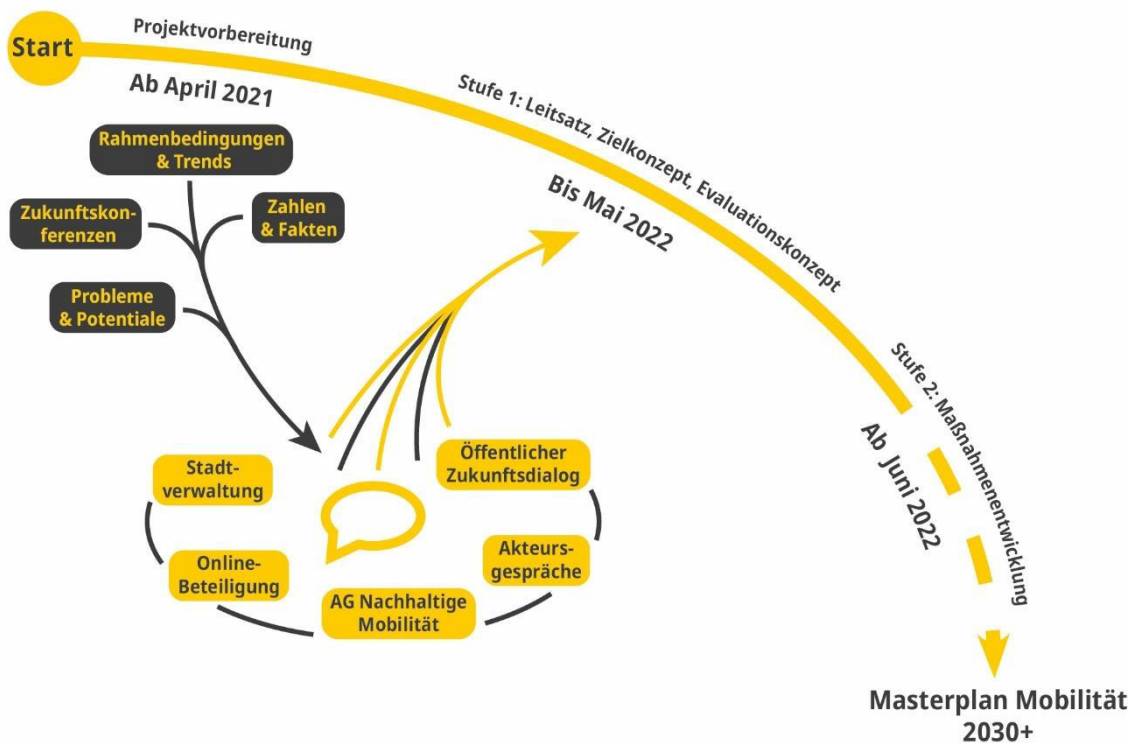 Start
Projektvorbereitung
Ab April 2021
Stufe 1: Leitsatz, Zielkonzept, Evaluationskonzept
Bis Mai 2022
Rahmenbedingungen
& Trends
Zukunftskon-
ferenzen
Zahlen
& Fakten
Probleme
& Potentiale
Stadt-
verwaltung
Öffentlicher
Zukunftsdialog
Online-
Beteiligung
Akteurs-
gespräche
AG Nachhaltige
Mobilität
Stufe 2: Maßnahmenentwicklung
Ab Juni 2022
Masterplan Mobilität
2030+